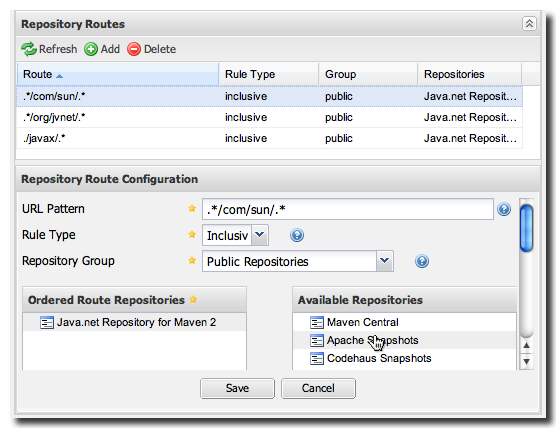 Repository Routes
Refresh Add Delete
Route Rule Type Group Repositories
.*/com/sun/.* inclusive public Java.net Reposit...
.*/org/jvnet/.* inclusive public Java.net Reposit...
./javax/.* inclusive public Java.net Reposit...
Repository Route Configuration
URL Pattern .*/com/sun/.*
Rule Type Inclusiv
Repository Group Public Repositories
Ordered Route Repositories Available Repositories
Java.net Repository for Maven 2 Maven Central
Apache Snapshots
Codehaus Snapshots
Save Cancel